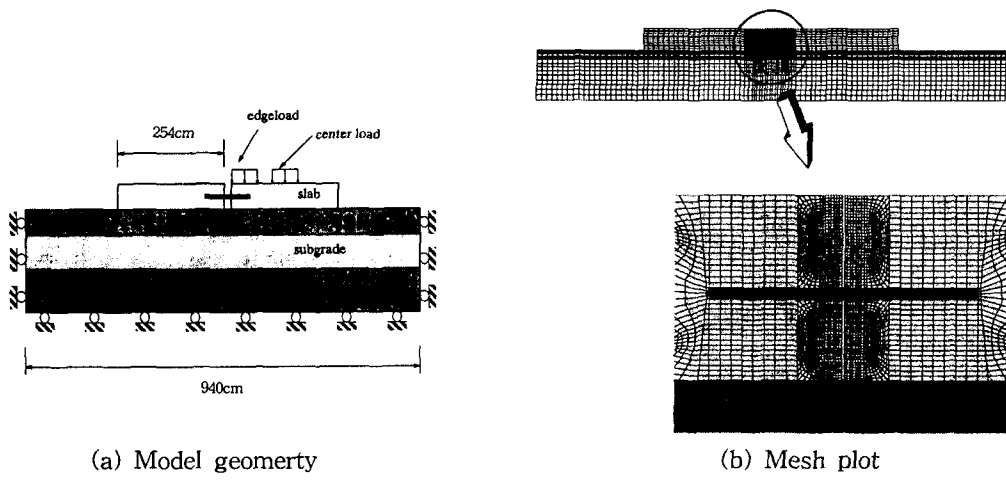 edgeload
254cm
center load
slab
subgrade
940cm
(a) Model geomerty
(b) Mesh plot